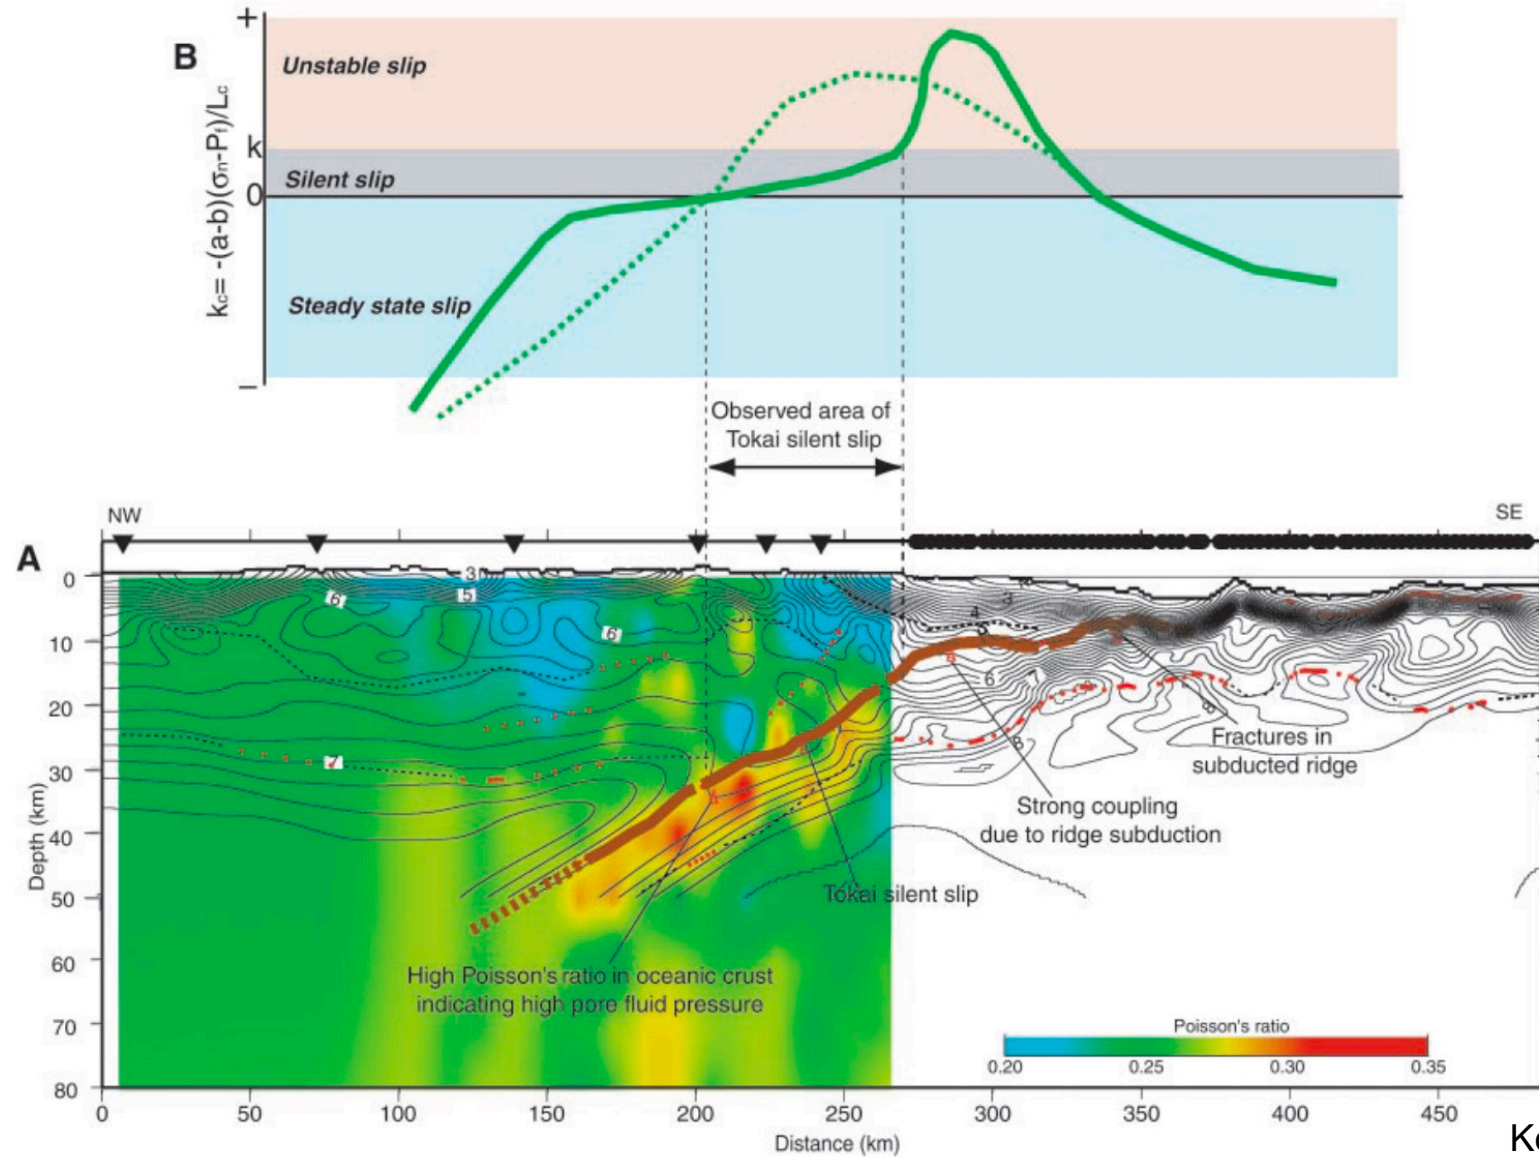 B
+
Unstable slip
k
Silent slip
0
Steady state slip
−
kc= -(a-b)(σn-Pf)/Lc
Observed area of
Tokai silent slip
NW
SE
A
3
6
5
6
7
3
4
6
7
8
8
Fractures in
subducted ridge
Strong coupling
due to ridge subduction
Tokai silent slip
High Poisson's ratio in oceanic crust
indicating high pore fluid pressure
Poisson's ratio
0.20 0.25 0.30 0.35
Depth (km)
0
10
20
30
40
50
60
70
80
0 50 100 150 200 250 300 350 400 450
Distance (km)